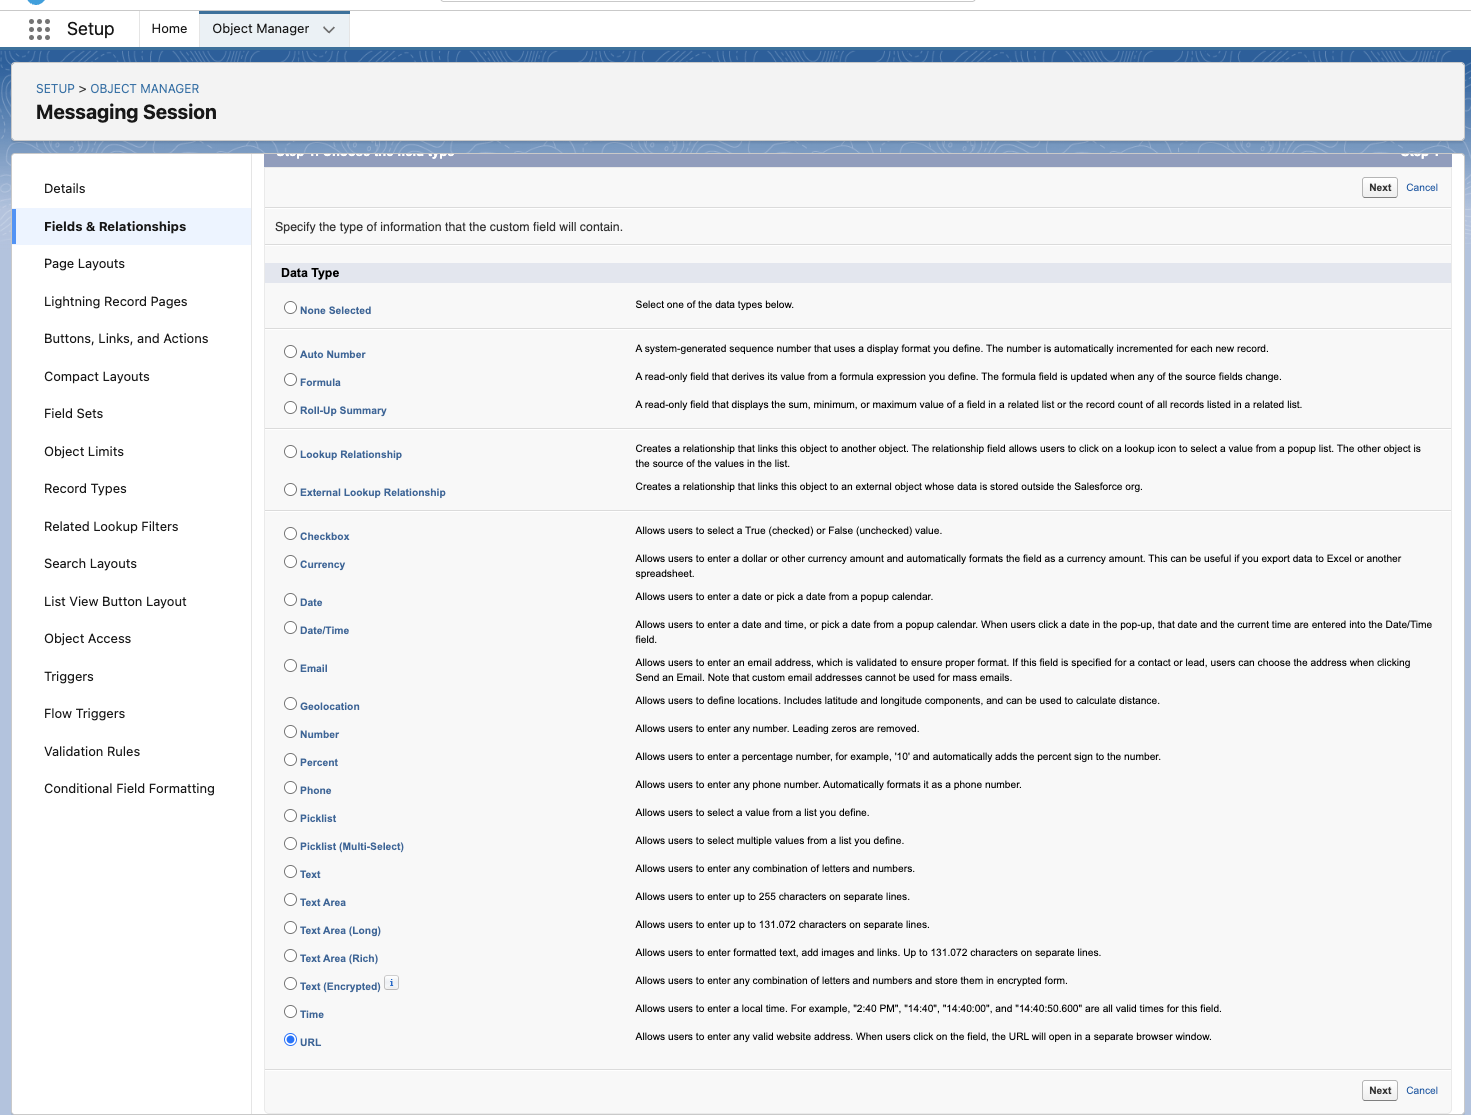 Setup
Home
Object Manager
SETUP > OBJECT MANAGER
Messaging Session
Details
Fields & Relationships
Page Layouts
Lightning Record Pages
Buttons, Links, and Actions
Compact Layouts
Field Sets
Object Limits
Record Types
Related Lookup Filters
Search Layouts
List View Button Layout
Object Access
Triggers
Flow Triggers
Validation Rules
Conditional Field Formatting
Step 1. Choose the field type
Step 1
Next Cancel
Specify the type of information that the custom field will contain.
Data Type
None Selected Select one of the data types below.
Auto Number A system-generated sequence number that uses a display format you define. The number is automatically incremented for each new record.
Formula A read-only field that derives its value from a formula expression you define. The formula field is updated when any of the source fields change.
Roll-Up Summary A read-only field that displays the sum, minimum, or maximum value of a field in a related list or the record count of all records listed in a related list.
Lookup Relationship Creates a relationship that links this object to another object. The relationship field allows users to click on a lookup icon to select a value from a popup list. The other object is
the source of the values in the list.
External Lookup Relationship Creates a relationship that links this object to an external object whose data is stored outside the Salesforce org.
Checkbox Allows users to select a True (checked) or False (unchecked) value.
Currency Allows users to enter a dollar or other currency amount and automatically formats the field as a currency amount. This can be useful if you export data to Excel or another
spreadsheet.
Date Allows users to enter a date or pick a date from a popup calendar.
Date/Time Allows users to enter a date and time, or pick a date from a popup calendar. When users click a date in the pop-up, that date and the current time are entered into the Date/Time
field.
Email Allows users to enter an email address, which is validated to ensure proper format. If this field is specified for a contact or lead, users can choose the address when clicking
Send an Email. Note that custom email addresses cannot be used for mass emails.
Geolocation Allows users to define locations. Includes latitude and longitude components, and can be used to calculate distance.
Number Allows users to enter any number. Leading zeros are removed.
Percent Allows users to enter a percentage number, for example, '10' and automatically adds the percent sign to the number.
Phone Allows users to enter any phone number. Automatically formats it as a phone number.
Picklist Allows users to select a value from a list you define.
Picklist (Multi-Select) Allows users to select multiple values from a list you define.
Text Allows users to enter any combination of letters and numbers.
Text Area Allows users to enter up to 255 characters on separate lines.
Text Area (Long) Allows users to enter up to 131.072 characters on separate lines.
Text Area (Rich) Allows users to enter formatted text, add images and links. Up to 131.072 characters on separate lines.
Text (Encrypted) i Allows users to enter any combination of letters and numbers and store them in encrypted form.
Time Allows users to enter a local time. For example, "2:40 PM", "14:40", "14:40:00", and "14:40:50.600" are all valid times for this field.
URL Allows users to enter any valid website address. When users click on the field, the URL will open in a separate browser window.
Next Cancel